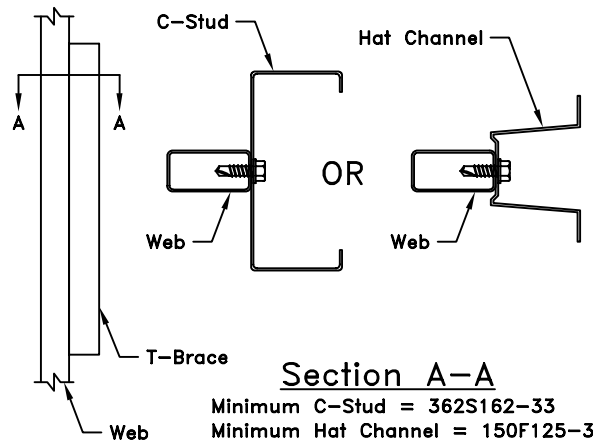 C-Stud
Hat Channel
A A
OR
Web Web
T-Brace
Section A-A
Minimum C-Stud = 362S162-33
Web
Minimum Hat Channel = 150F125-3